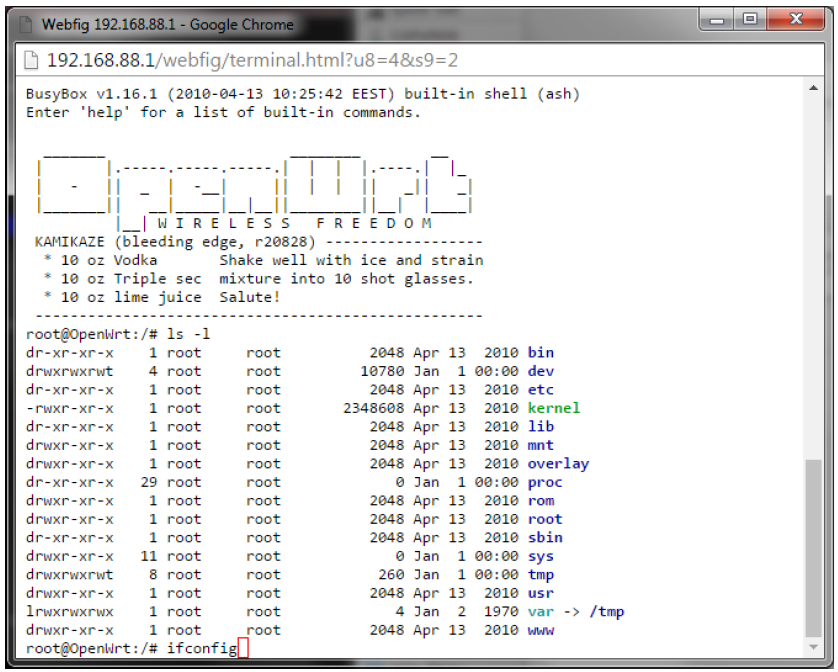 Webfig 192.168.88.1 - Google Chrome
192.168.88.1/webfig/terminal.html?u8=4&s9=2
BusyBox v1.16.1 (2010-04-13 10:25:42 EEST) built-in shell (ash)
Enter 'help' for a list of built-in commands.
OpenWrt
W I R E L E S S   F R E E D O M
KAMIKAZE (bleeding edge, r20828) ------------------
* 10 oz Vodka       Shake well with ice and strain
* 10 oz Triple sec  mixture into 10 shot glasses.
* 10 oz lime juice  Salute!
---------------------------------------------------
root@OpenWrt:/# ls -l
dr-xr-xr-x    1 root     root          2048 Apr 13  2010 bin
drwxrwxrwt    4 root     root         10780 Jan  1 00:00 dev
dr-xr-xr-x    1 root     root          2048 Apr 13  2010 etc
-rwxr-xr-x    1 root     root       2348608 Apr 13  2010 kernel
dr-xr-xr-x    1 root     root          2048 Apr 13  2010 lib
drwxr-xr-x    1 root     root          2048 Apr 13  2010 mnt
drwxr-xr-x    1 root     root          2048 Apr 13  2010 overlay
dr-xr-xr-x   29 root     root             0 Jan  1 00:00 proc
drwxr-xr-x    1 root     root          2048 Apr 13  2010 rom
drwxr-xr-x    1 root     root          2048 Apr 13  2010 root
dr-xr-xr-x    1 root     root          2048 Apr 13  2010 sbin
drwxr-xr-x   11 root     root             0 Jan  1 00:00 sys
drwxrwxrwt    8 root     root           260 Jan  1 00:00 tmp
drwxr-xr-x    1 root     root          2048 Apr 13  2010 usr
lrwxrwxrwx    1 root     root             4 Jan  2  1970 var -> /tmp
drwxr-xr-x    1 root     root          2048 Apr 13  2010 www
root@OpenWrt:/# ifconfig